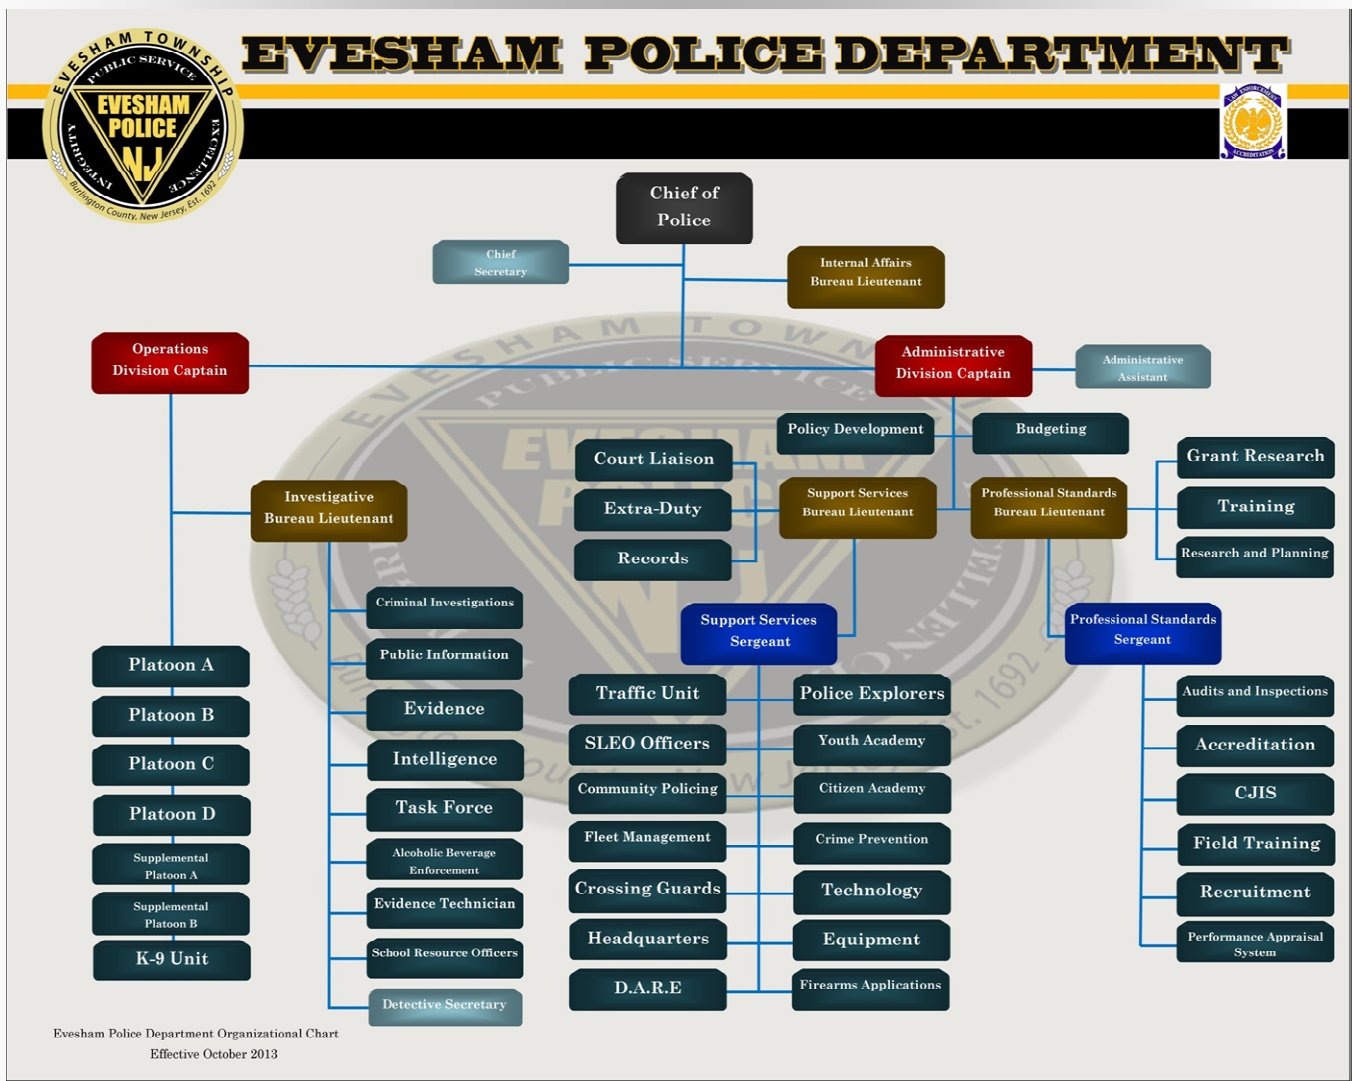 EVESHAM POLICE DEPARTMENT
EVESHAM TOWNSHIP
PUBLIC SERVICE
EVESHAM
POLICE
NJ
INTEGRITY
EXCELLENCE
Burlington County, New Jersey, Est. 1692
LAW ENFORCEMENT
ACCREDITATION
Chief of
Police
Chief
Secretary
Internal Affairs
Bureau Lieutenant
Operations
Division Captain
Administrative
Division Captain
Administrative
Assistant
Policy Development
Budgeting
Court Liaison
Extra-Duty
Records
Support Services
Bureau Lieutenant
Professional Standards
Bureau Lieutenant
Grant Research
Training
Research and Planning
Investigative
Bureau Lieutenant
Support Services
Sergeant
Professional Standards
Sergeant
Platoon A
Platoon B
Platoon C
Platoon D
Supplemental
Platoon A
Supplemental
Platoon B
K-9 Unit
Criminal Investigations
Public Information
Evidence
Intelligence
Task Force
Alcoholic Beverage
Enforcement
Evidence Technician
School Resource Officers
Detective Secretary
Traffic Unit
SLEO Officers
Community Policing
Fleet Management
Crossing Guards
Headquarters
D.A.R.E
Police Explorers
Youth Academy
Citizen Academy
Crime Prevention
Technology
Equipment
Firearms Applications
Audits and Inspections
Accreditation
CJIS
Field Training
Recruitment
Performance Appraisal
System
Evesham Police Department Organizational Chart
Effective October 2013